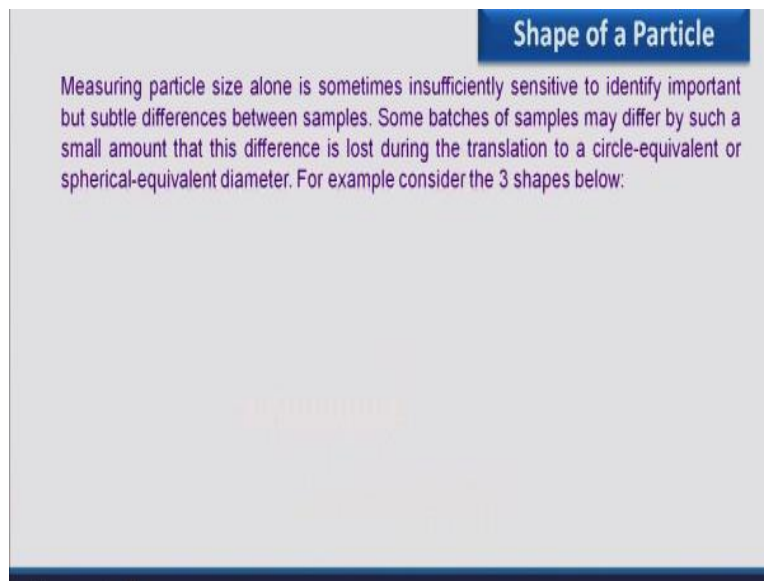 Shape of a Particle
Measuring particle size alone is sometimes insufficiently sensitive to identify important
but subtle differences between samples. Some batches of samples may differ by such a
small amount that this difference is lost during the translation to a circle-equivalent or
spherical-equivalent diameter. For example consider the 3 shapes below: